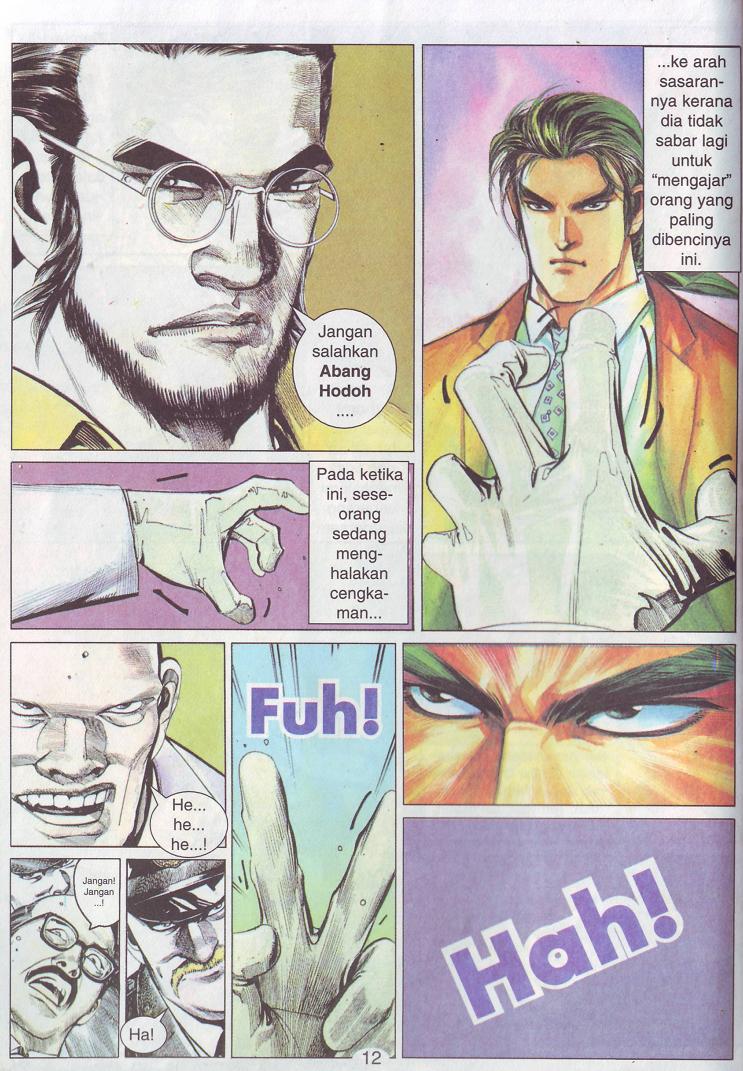 Jangan
salahkan
Abang
Hodoh
....
Pada ketika
ini, sese-
orang
sedang
meng-
halakan
cengka-
man...
...ke arah
sasaran-
nya kerana
dia tidak
sabar lagi
untuk
“mengajar”
orang yang
paling
dibencinya
ini.
He...
he...
he...!
Jangan!
Jangan
...!
Ha!
Fuh!
Hah!
12